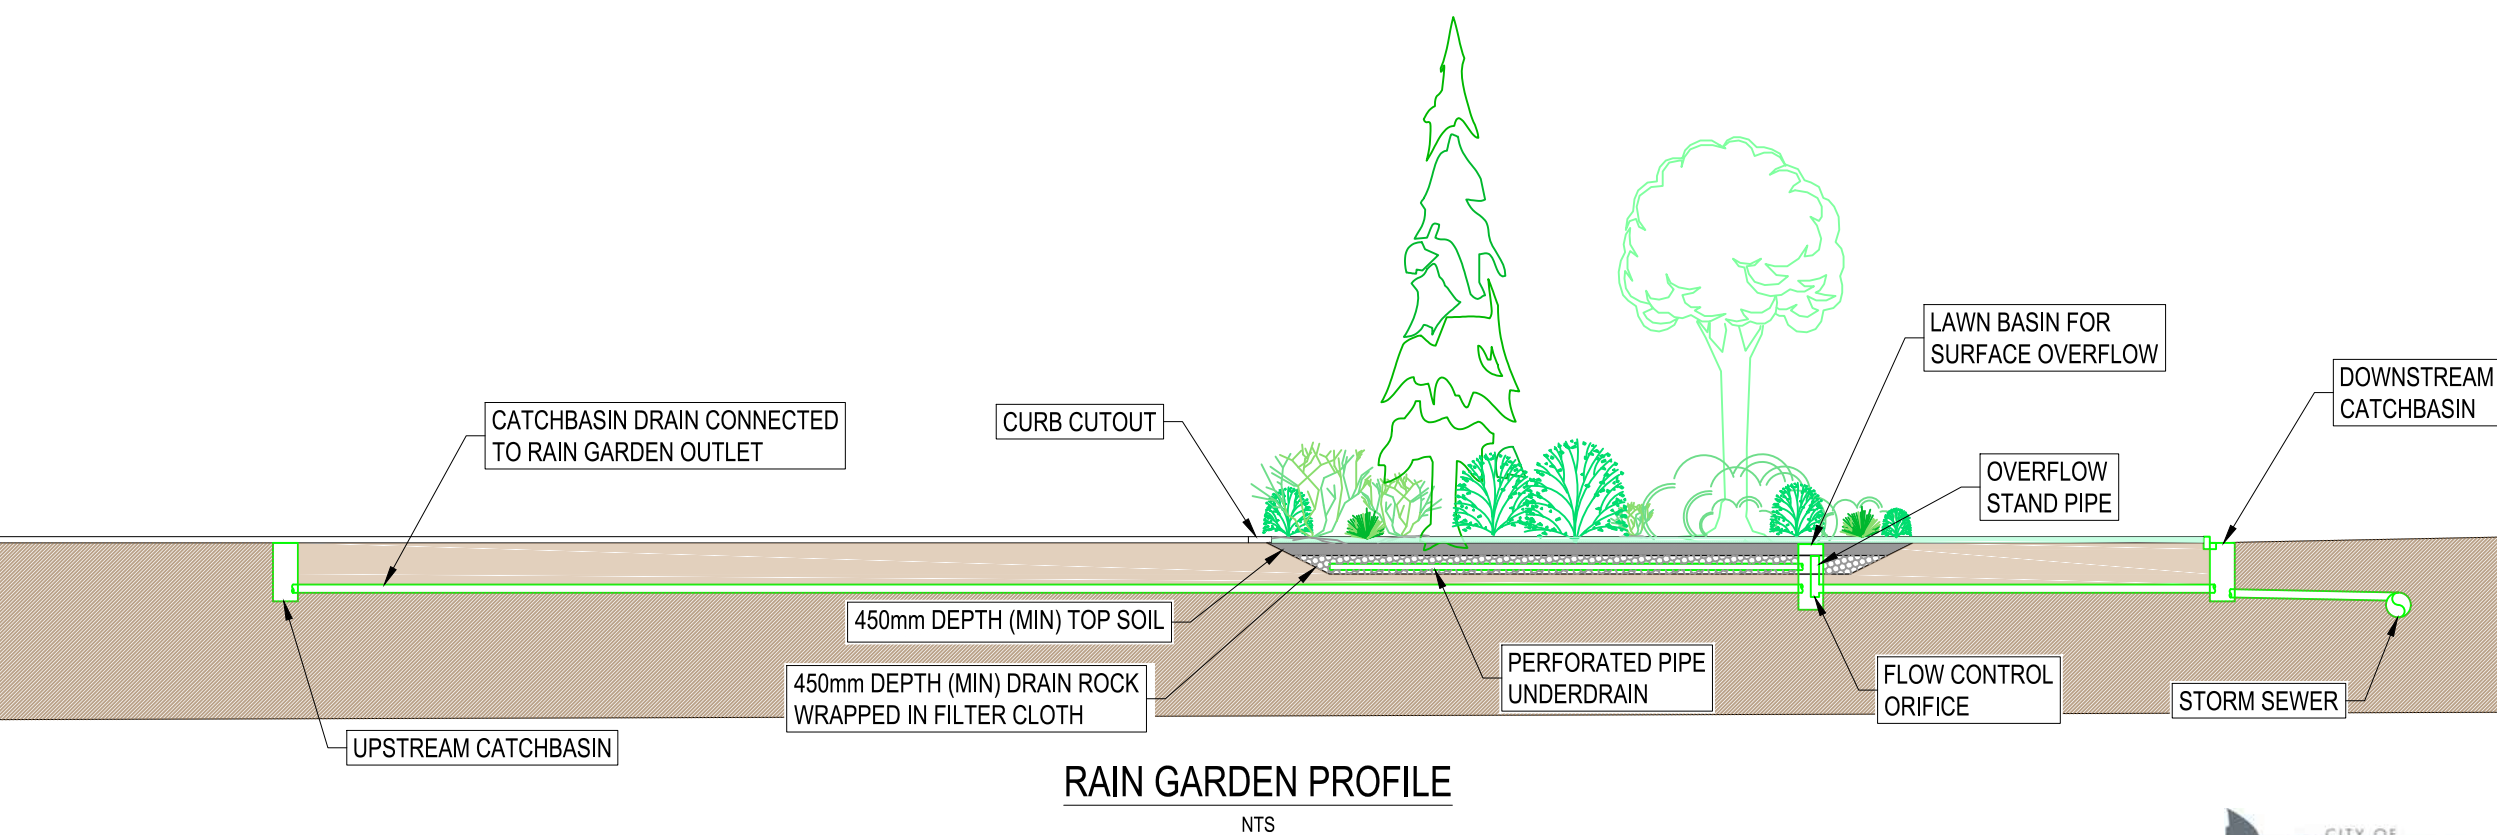 LAWN BASIN FOR
SURFACE OVERFLOW
DOWNSTREAM
CATCHBASIN
CATCHBASIN DRAIN CONNECTED
TO RAIN GARDEN OUTLET
CURB CUTOUT
OVERFLOW
STAND PIPE
450mm DEPTH (MIN) TOP SOIL
450mm DEPTH (MIN) DRAIN ROCK
WRAPPED IN FILTER CLOTH
PERFORATED PIPE
UNDERDRAIN
FLOW CONTROL
ORIFICE
STORM SEWER
UPSTREAM CATCHBASIN
RAIN GARDEN PROFILE
NTS
CITY OF